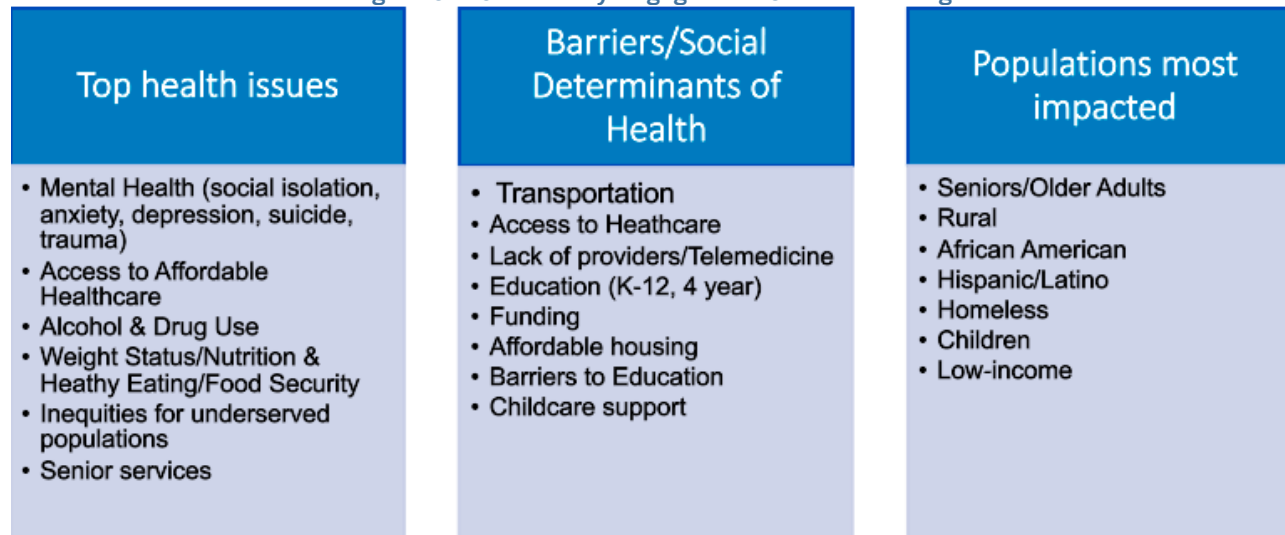 Top health issues
• Mental Health (social isolation,
anxiety, depression, suicide,
trauma)
• Access to Affordable
Healthcare
• Alcohol & Drug Use
• Weight Status/Nutrition &
Heathy Eating/Food Security
• Inequities for underserved
populations
• Senior services
Barriers/Social
Determinants of
Health
• Transportation
• Access to Heathcare
• Lack of providers/Telemedicine
• Education (K-12, 4 year)
• Funding
• Affordable housing
• Barriers to Education
• Childcare support
Populations most
impacted
• Seniors/Older Adults
• Rural
• African American
• Hispanic/Latino
• Homeless
• Children
• Low-income